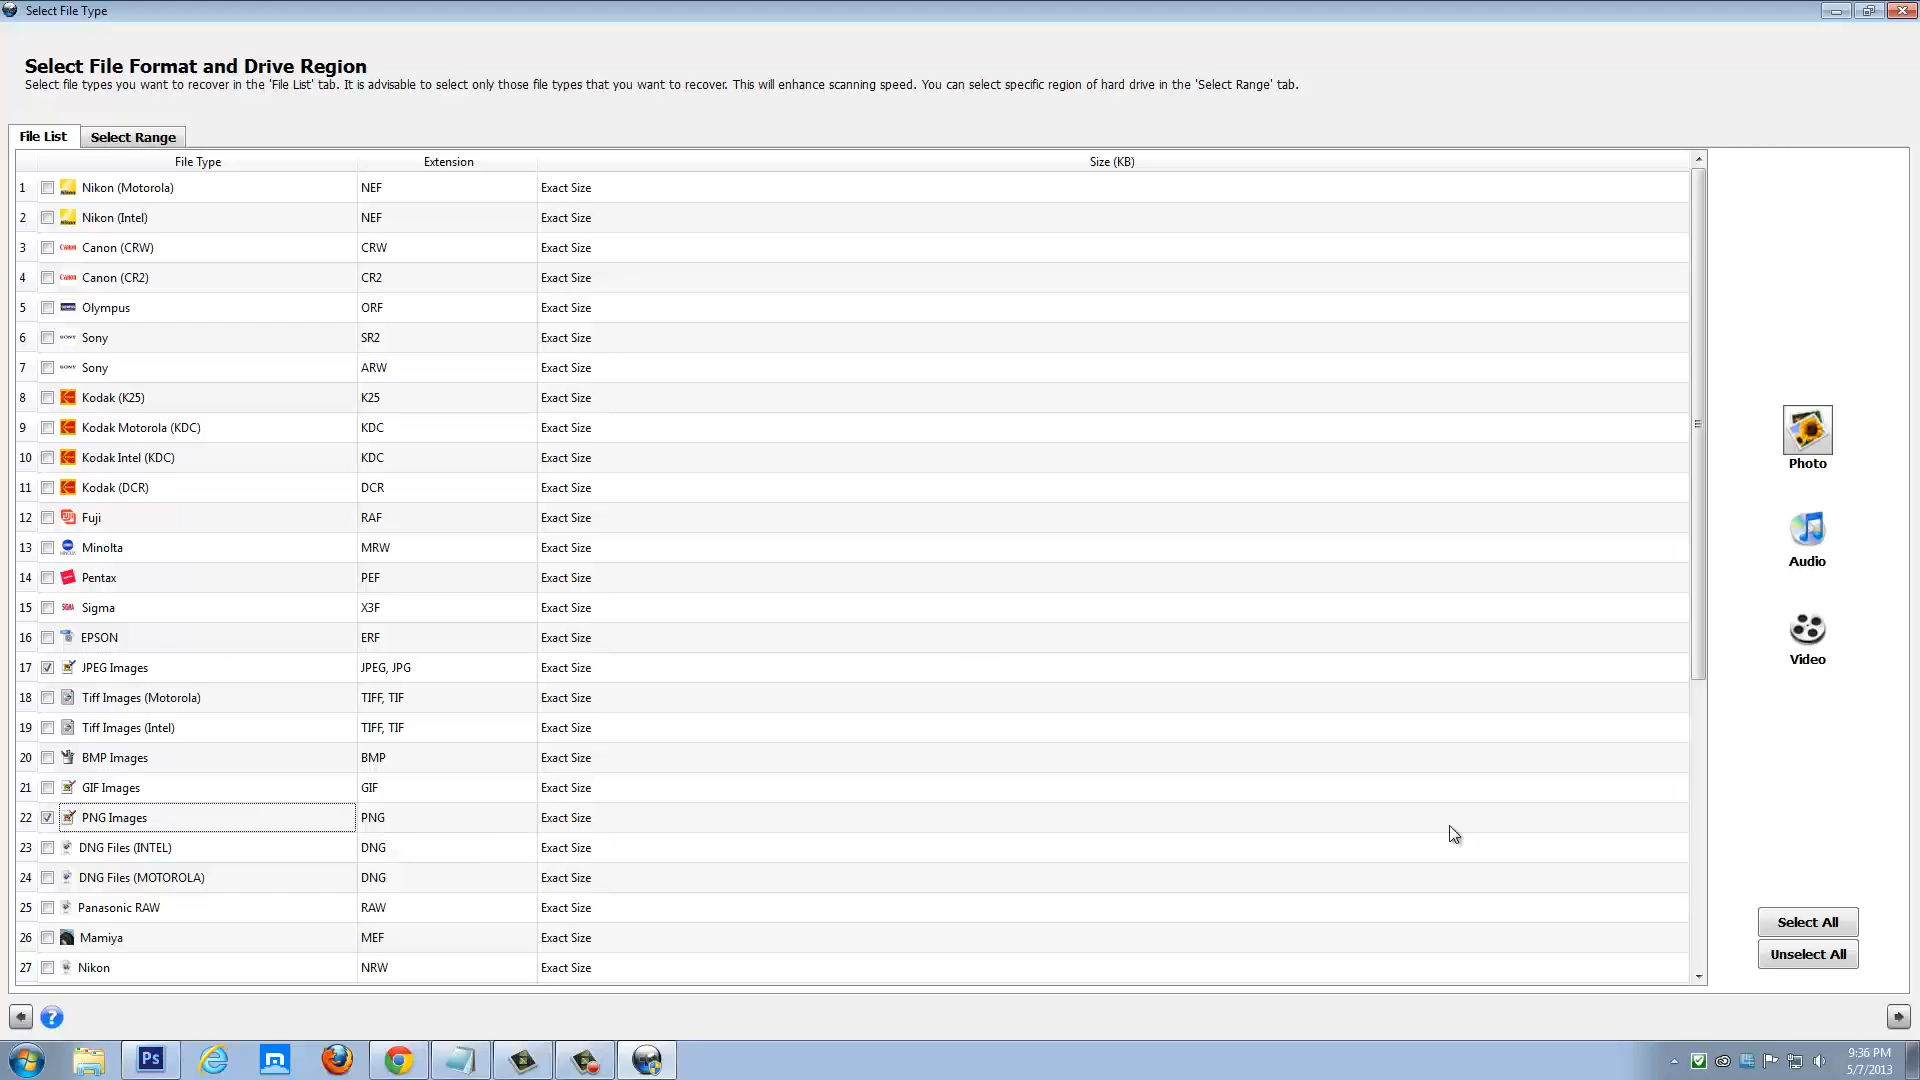 Select File Type
Select File Format and Drive Region
Select file types you want to recover in the 'File List' tab. It is advisable to select only those file types that you want to recover. This will enhance scanning speed. You can select specific region of hard drive in the 'Select Range' tab.
File List Select Range
File Type Extension Size (KB)
1 Nikon (Motorola) NEF Exact Size
2 Nikon (Intel) NEF Exact Size
3 Canon (CRW) CRW Exact Size
4 Canon (CR2) CR2 Exact Size
5 Olympus ORF Exact Size
6 Sony SR2 Exact Size
7 Sony ARW Exact Size
8 Kodak (K25) K25 Exact Size
9 Kodak Motorola (KDC) KDC Exact Size
10 Kodak Intel (KDC) KDC Exact Size
11 Kodak (DCR) DCR Exact Size
12 Fuji RAF Exact Size
13 Minolta MRW Exact Size
14 Pentax PEF Exact Size
15 Sigma X3F Exact Size
16 EPSON ERF Exact Size
17 JPEG Images JPEG, JPG Exact Size
18 Tiff Images (Motorola) TIFF, TIF Exact Size
19 Tiff Images (Intel) TIFF, TIF Exact Size
20 BMP Images BMP Exact Size
21 GIF Images GIF Exact Size
22 PNG Images PNG Exact Size
23 DNG Files (INTEL) DNG Exact Size
24 DNG Files (MOTOROLA) DNG Exact Size
25 Panasonic RAW RAW Exact Size
26 Mamiya MEF Exact Size
27 Nikon NRW Exact Size
Photo
Audio
Video
Select All
Unselect All
Ps
9:36 PM
5/7/2013